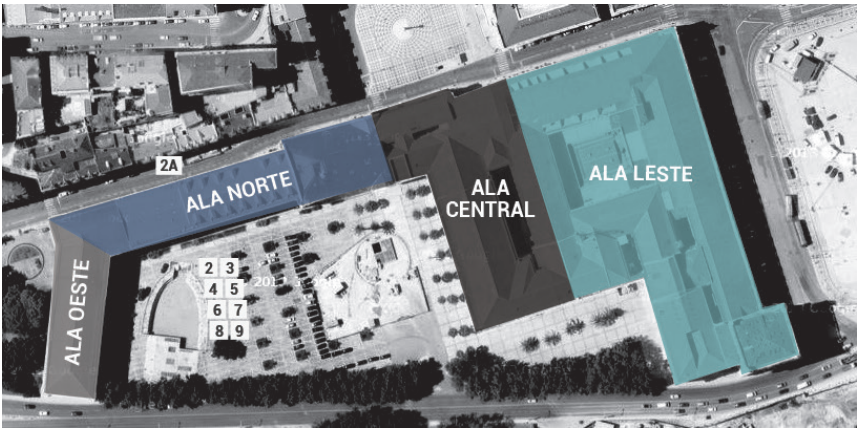 2A
ALA NORTE
ALA
CENTRAL
ALA LESTE
ALA OESTE
2 3
4 5
6 7
8 9